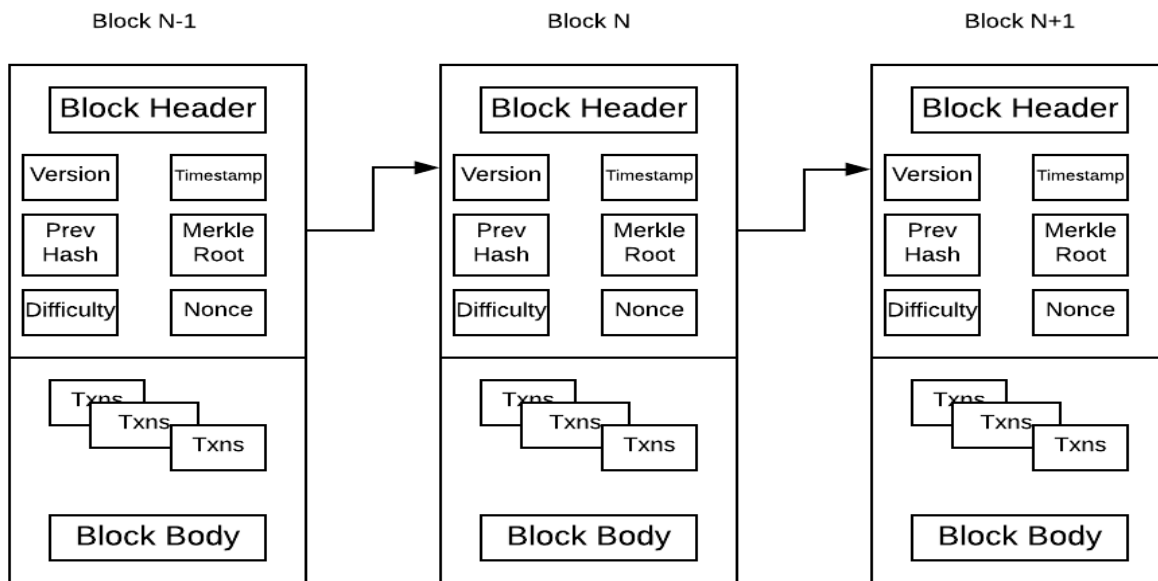 Block N-1
Block Header
Version
Timestamp
Prev
Hash
Merkle
Root
Difficulty
Nonce
Txns
Txns
Txns
Block Body
Block N
Block Header
Version
Timestamp
Prev
Hash
Merkle
Root
Difficulty
Nonce
Txns
Txns
Txns
Block Body
Block N+1
Block Header
Version
Timestamp
Prev
Hash
Merkle
Root
Difficulty
Nonce
Txns
Txns
Txns
Block Body